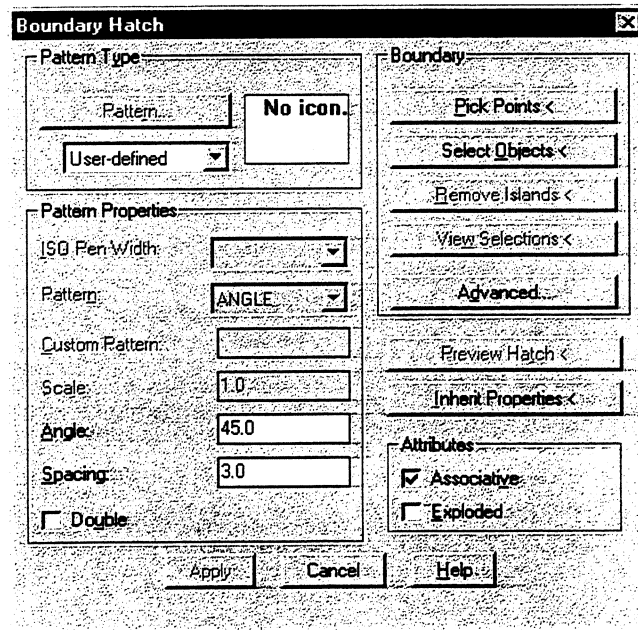 Boundary Hatch
Pattern Type
Pattern...
No icon.
User-defined
Pattern Properties
ISO Pen Width:
Pattern:
ANGLE
Custom Pattern:
Scale:
1.0
Angle:
45.0
Spacing:
3.0
Double
Boundary
Pick Points <
Select Objects <
Remove Islands <
View Selections <
Advanced...
Preview Hatch <
Inherit Properties <
Attributes
Associative
Exploded
Apply
Cancel
Help